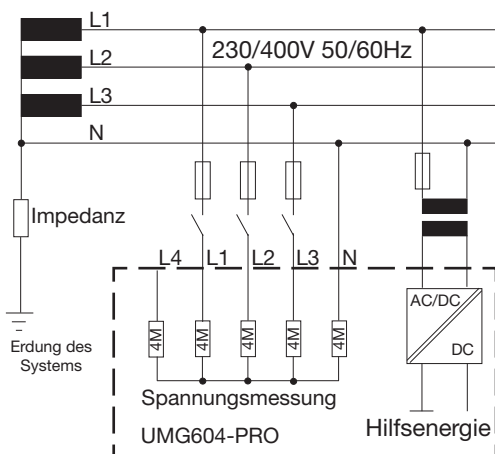 L1
230/400V 50/60Hz
L2
L3
N
Impedanz
L4 L1 L2 L3 N
AC/DC
DC
4M 4M 4M 4M 4M
Erdung des
Systems
Spannungsmessung
UMG604-PRO
Hilfsenergie